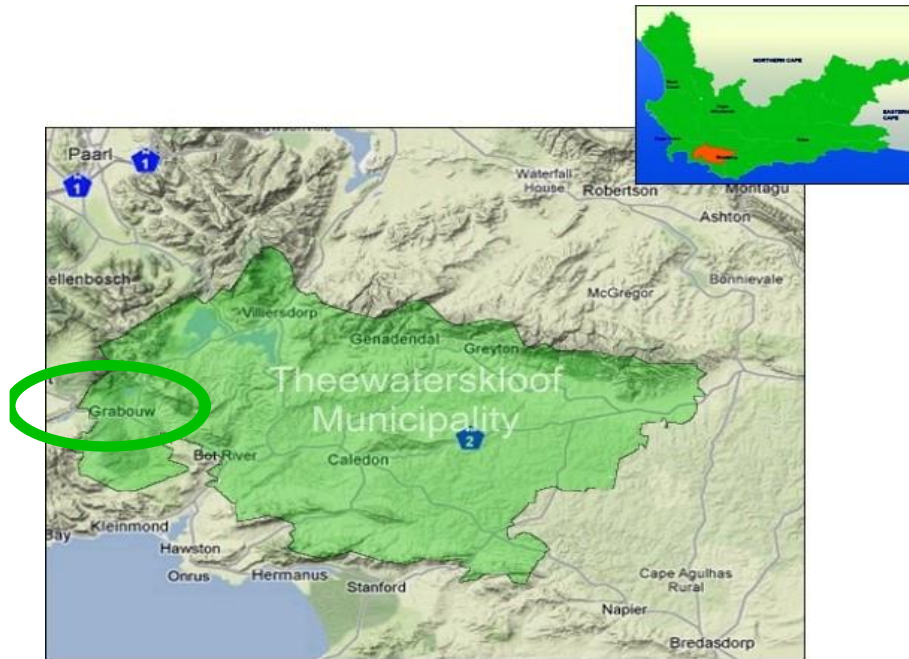 NORTHERN CAPE
EASTERN
CAPE
Paarl
1
1
Waterfall
House
Robertson
Montagu
Ashton
ellenbosch
Bonnievale
McGregor
Villiersdorp
Genadendal
Greyton
Theewaterskloof
Municipality
Grabouw
2
Bot River
Caledon
Kleinmond
Bay
Hawston
Onrus
Hermanus
Stanford
Cape Agulhas
Rural
Napier
Bredasdorp